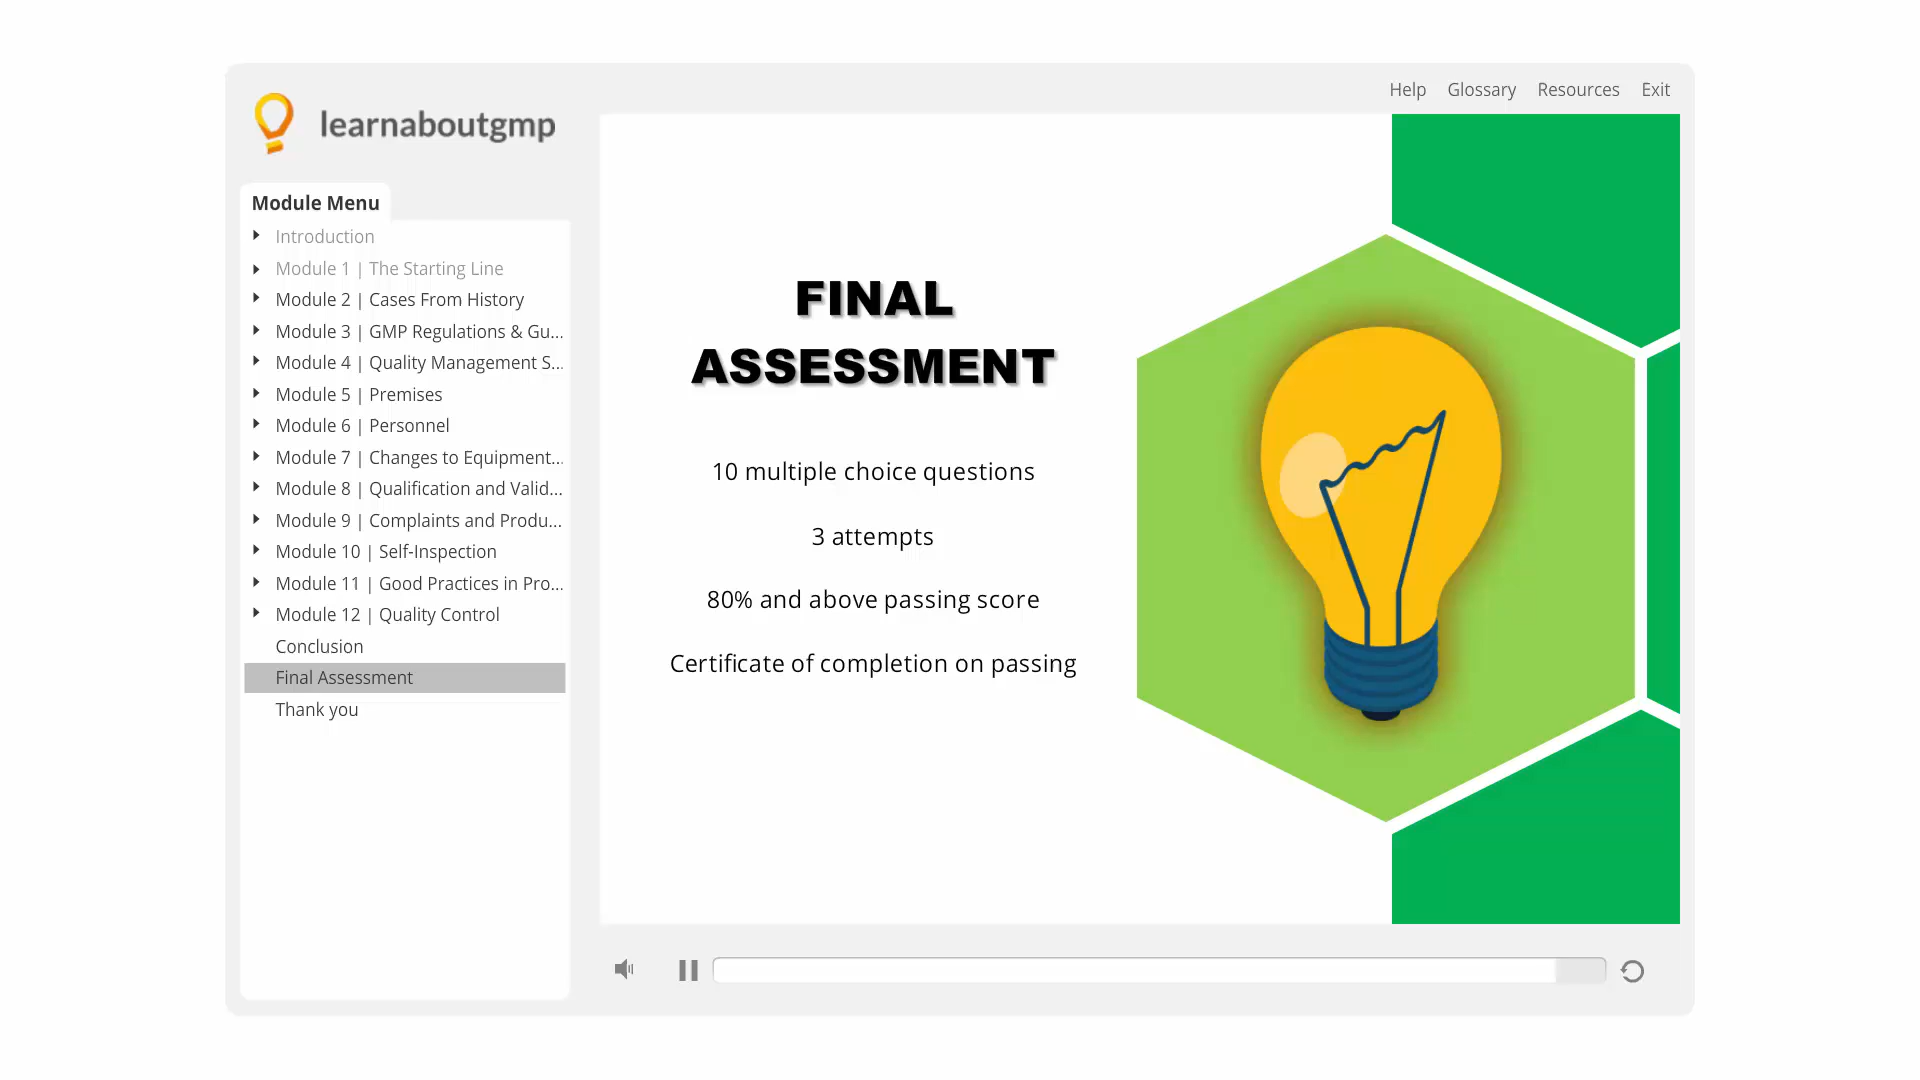 Help Glossary Resources Exit
learnaboutgmp
Module Menu
Introduction
Module 1 | The Starting Line
Module 2 | Cases From History
Module 3 | GMP Regulations & Gu...
Module 4 | Quality Management S...
Module 5 | Premises
Module 6 | Personnel
Module 7 | Changes to Equipment...
Module 8 | Qualification and Valid...
Module 9 | Complaints and Produ...
Module 10 | Self-Inspection
Module 11 | Good Practices in Pro...
Module 12 | Quality Control
Conclusion
Final Assessment
Thank you
FINAL
ASSESSMENT
10 multiple choice questions
3 attempts
80% and above passing score
Certificate of completion on passing